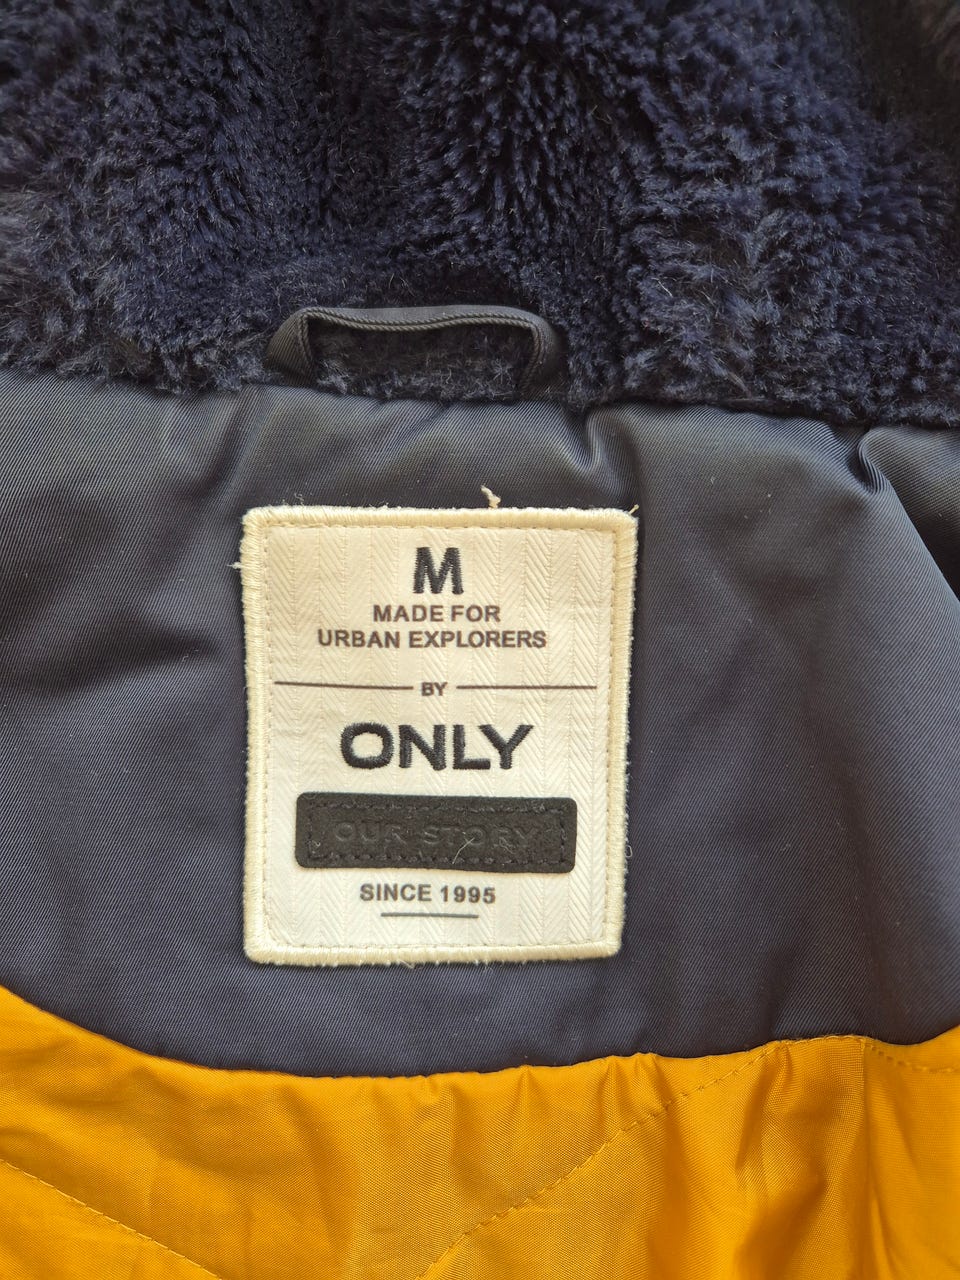 M
MADE FOR
URBAN EXPLORERS
BY
ONLY
OUR STORY
SINCE 1995